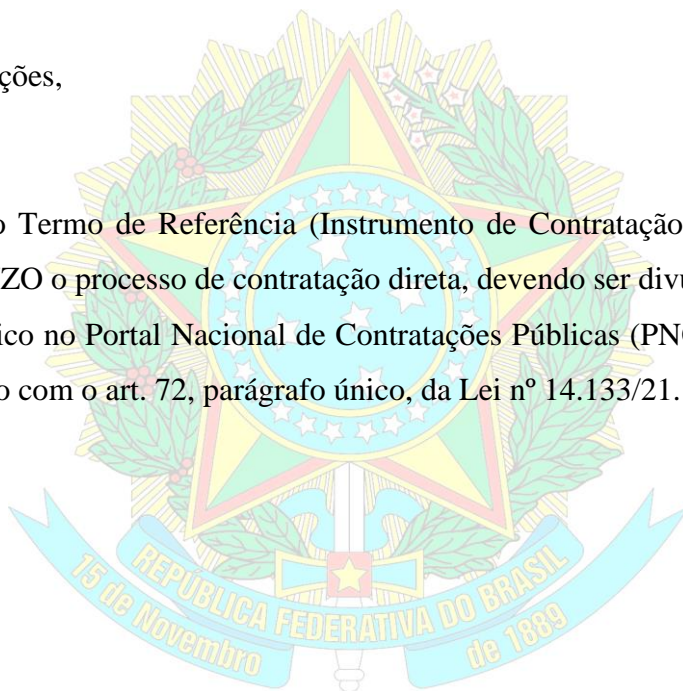 ções,
o Termo de Referência (Instrumento de Contratação
ZO o processo de contratação direta, devendo ser divu
ico no Portal Nacional de Contratações Públicas (PN
o com o art. 72, parágrafo único, da Lei nº 14.133/21.
REPÚBLICA FEDERATIVA DO BRASIL
15 de Novembro
de 1889